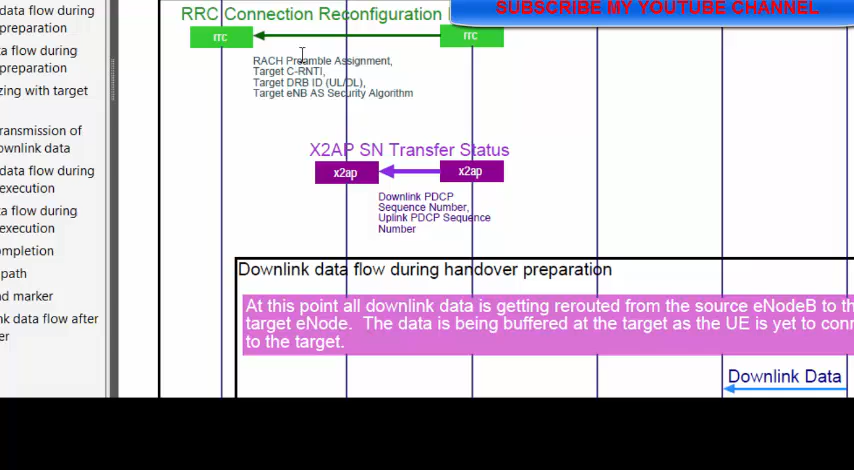 data flow during
preparation
ta flow during
preparation
zing with target
ransmission of
ownlink data
data flow during
execution
ta flow during
execution
ompletion
path
nd marker
nk data flow after
er
SUBSCRIBE MY YOUTUBE CHANNEL
RRC Connection Reconfiguration
rrc
rrc
RACH Preamble Assignment,
Target C-RNTI,
Target DRB ID (UL/DL),
Target eNB AS Security Algorithm
X2AP SN Transfer Status
x2ap
x2ap
Downlink PDCP
Sequence Number,
Uplink PDCP Sequence
Number
Downlink data flow during handover preparation
At this point all downlink data is getting rerouted from the source eNodeB to th
target eNode. The data is being buffered at the target as the UE is yet to conn
to the target.
Downlink Data